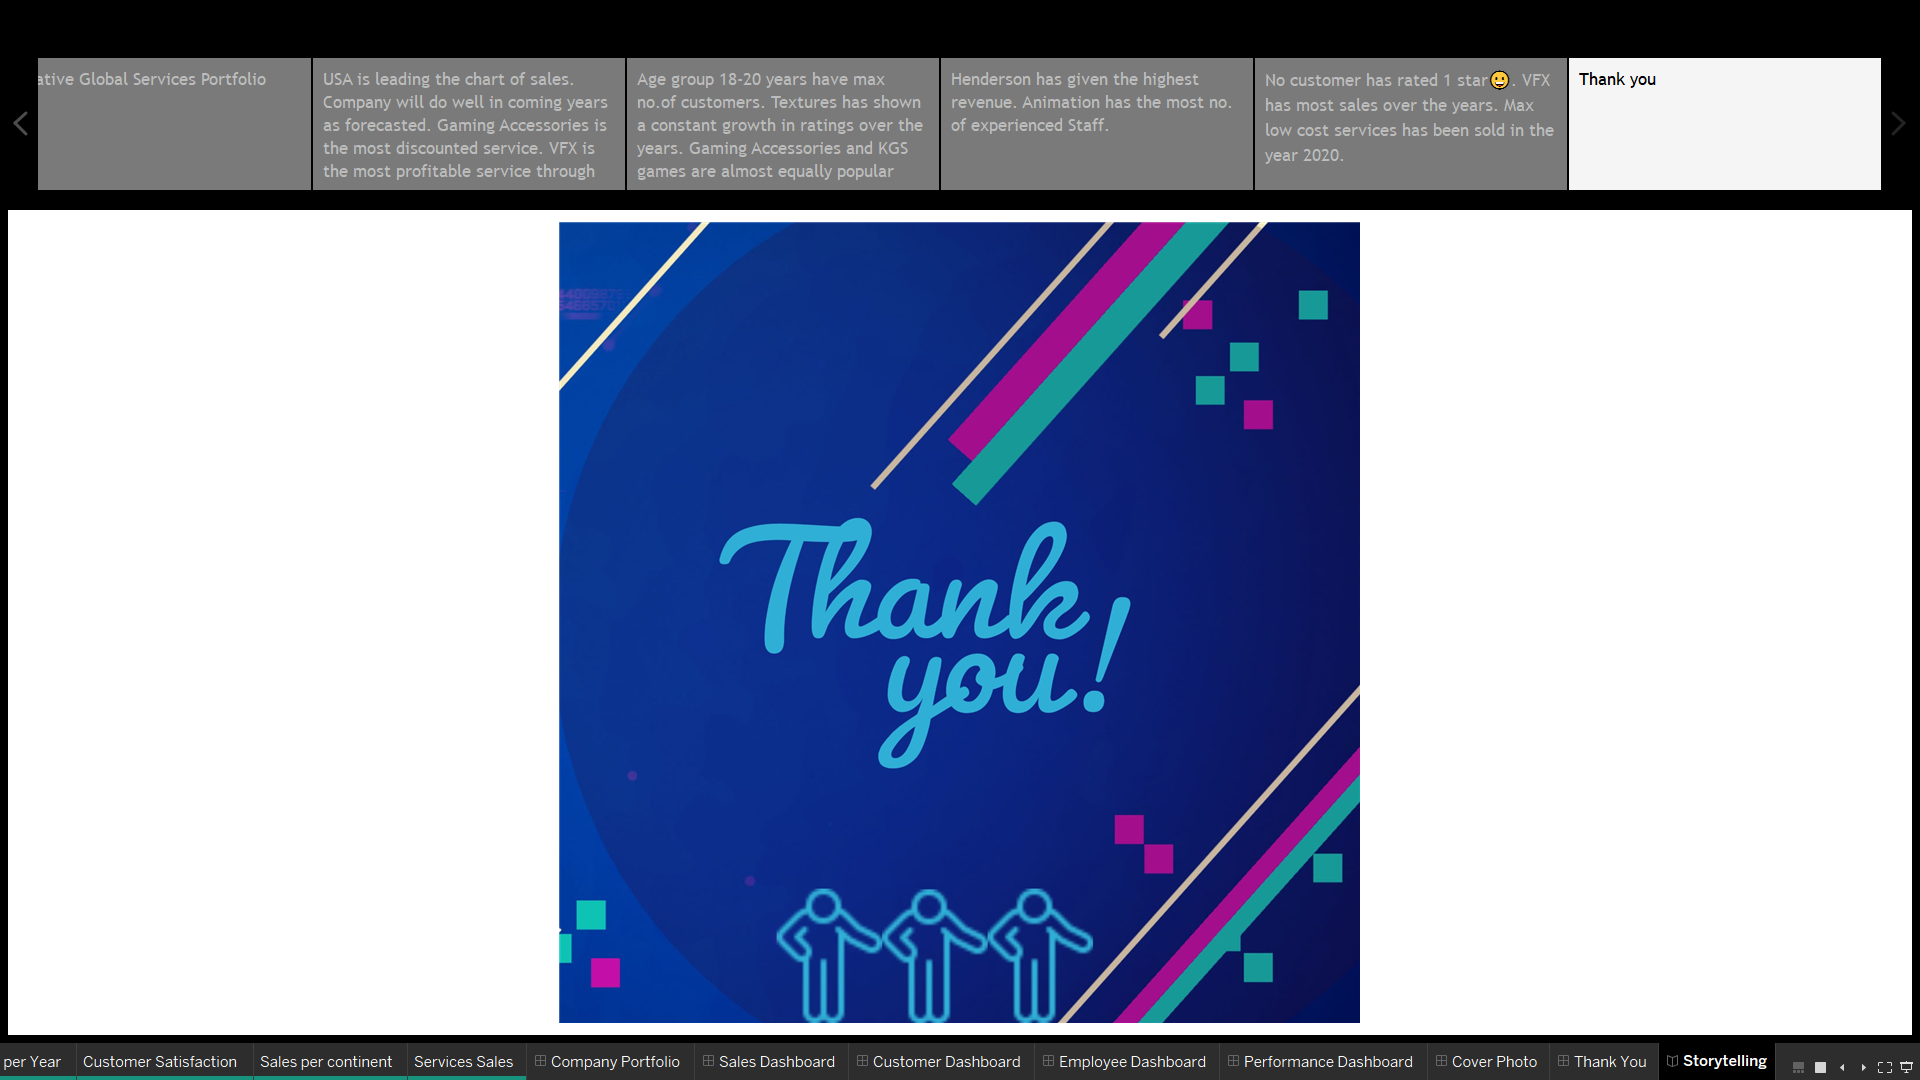 ative Global Services Portfolio
USA is leading the chart of sales.
Company will do well in coming years
as forecasted. Gaming Accessories is
the most discounted service. VFX is
the most profitable service through
Age group 18-20 years have max
no.of customers. Textures has shown
a constant growth in ratings over the
years. Gaming Accessories and KGS
games are almost equally popular
Henderson has given the highest
revenue. Animation has the most no.
of experienced Staff.
No customer has rated 1 star😀. VFX
has most sales over the years. Max
low cost services has been sold in the
year 2020.
Thank you
Thank
you!
per Year
Customer Satisfaction
Sales per continent
Services Sales
Company Portfolio
Sales Dashboard
Customer Dashboard
Employee Dashboard
Performance Dashboard
Cover Photo
Thank You
Storytelling